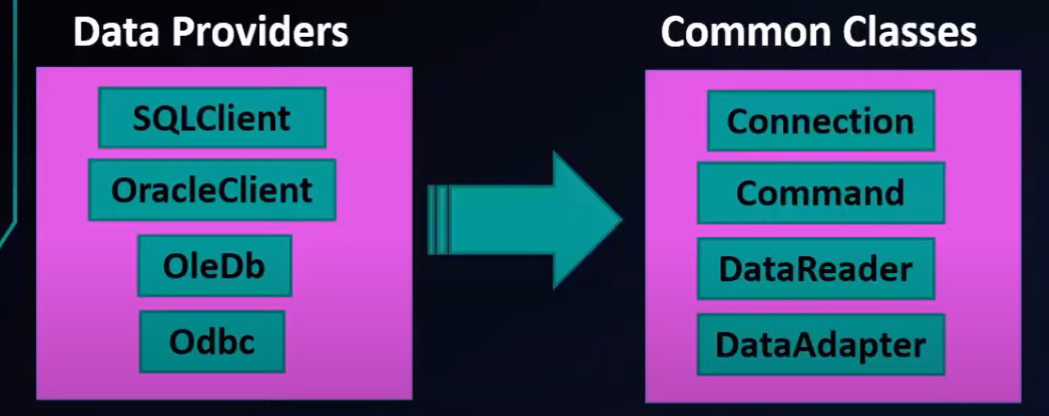 Data Providers
SQLClient
OracleClient
OleDb
Odbc
Common Classes
Connection
Command
DataReader
DataAdapter